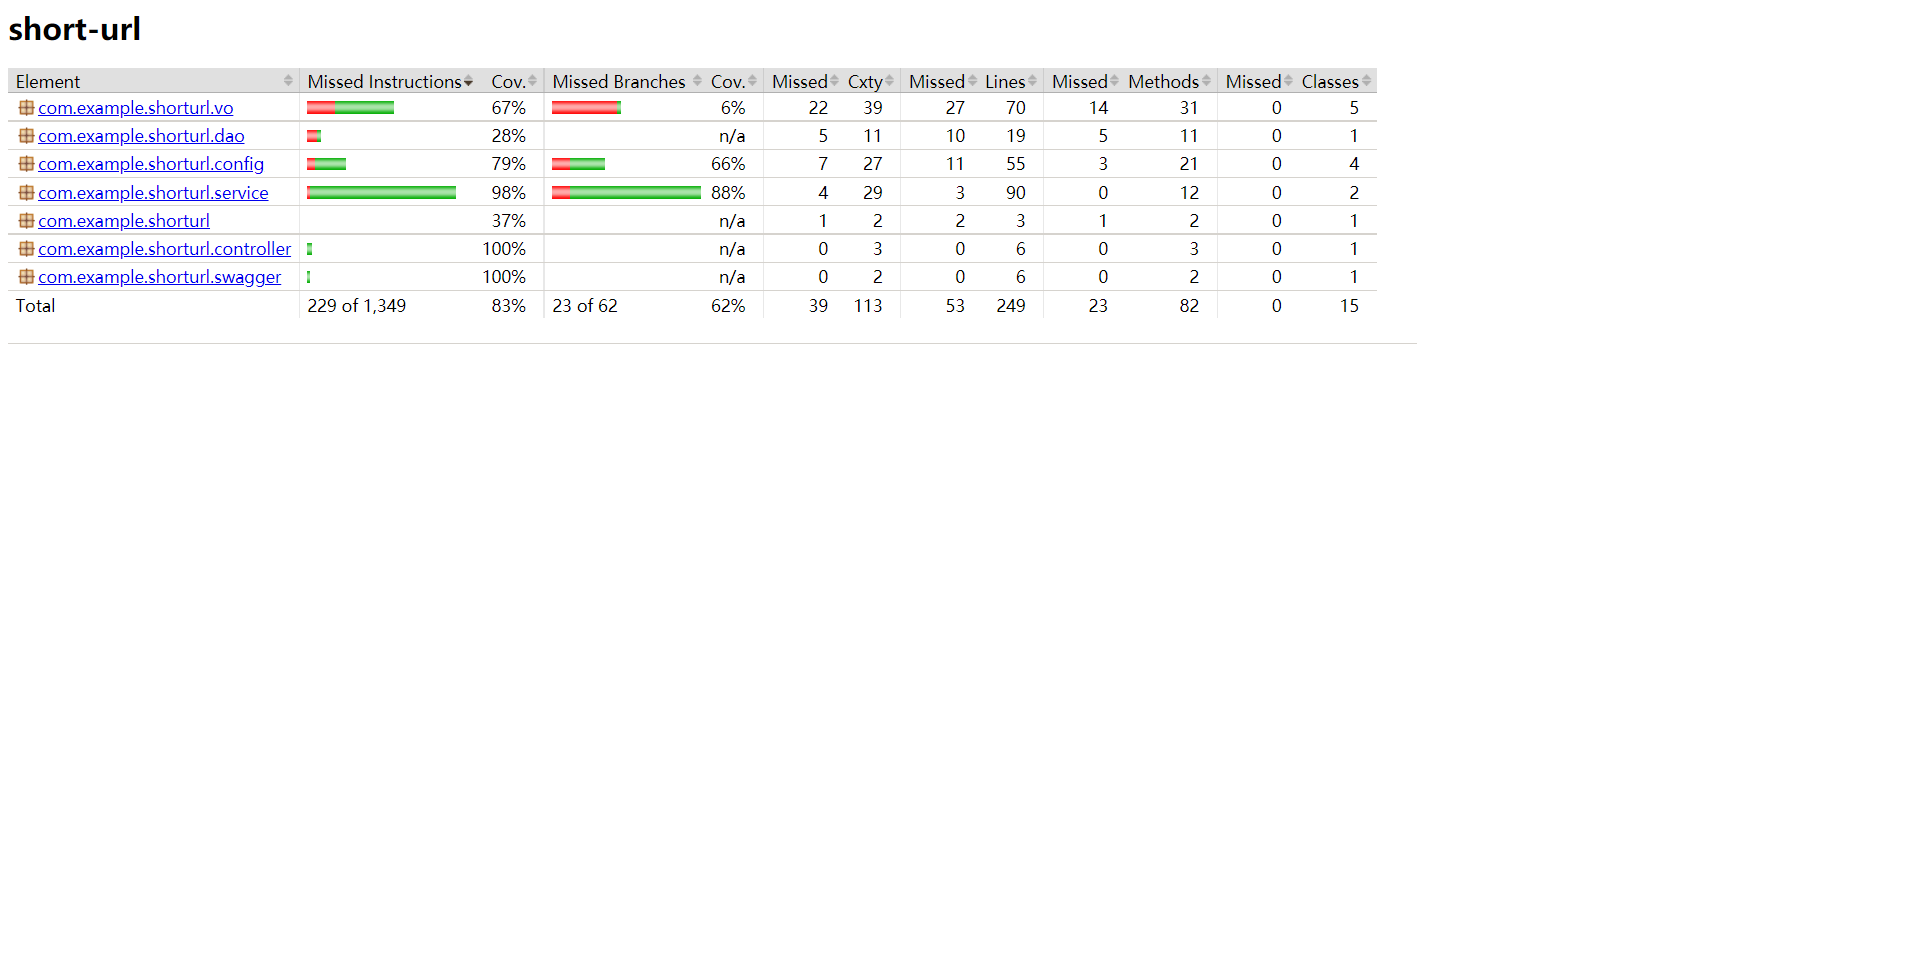 short-url
Element Missed Instructions Cov. Missed Branches Cov. Missed Cxty Missed Lines Missed Methods Missed Classes
com.example.shorturl.vo 67% 6% 22 39 27 70 14 31 0 5
com.example.shorturl.dao 28% n/a 5 11 10 19 5 11 0 1
com.example.shorturl.config 79% 66% 7 27 11 55 3 21 0 4
com.example.shorturl.service 98% 88% 4 29 3 90 0 12 0 2
com.example.shorturl 37% n/a 1 2 2 3 1 2 0 1
com.example.shorturl.controller 100% n/a 0 3 0 6 0 3 0 1
com.example.shorturl.swagger 100% n/a 0 2 0 6 0 2 0 1
Total 229 of 1,349 83% 23 of 62 62% 39 113 53 249 23 82 0 15